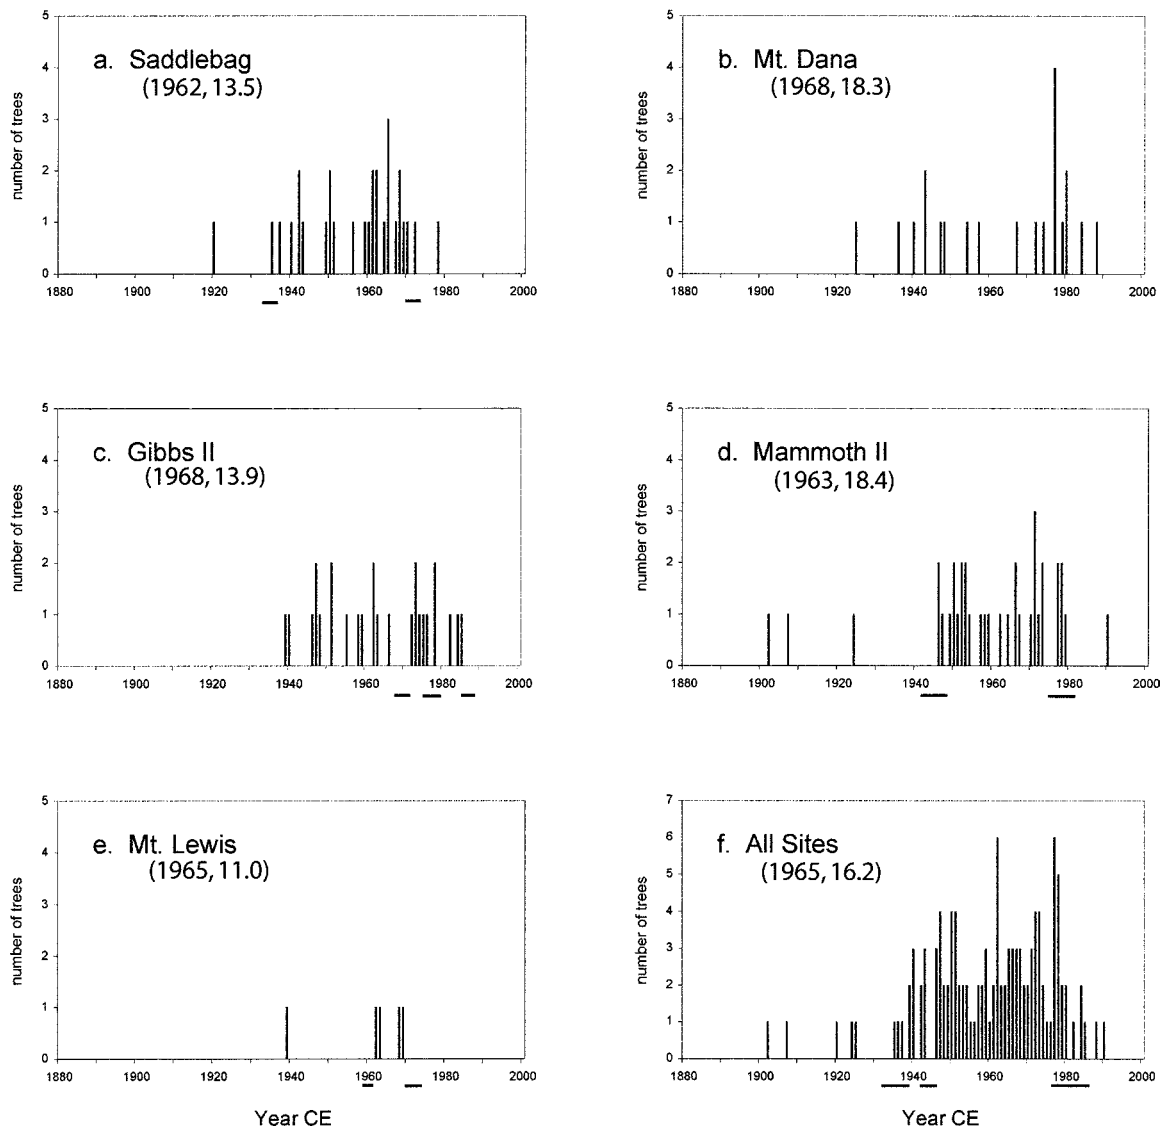 a. Saddlebag
(1962, 13.5)
number of trees
5
4
3
2
1
0
1880 1900 1920 1940 1960 1980 2000
b. Mt. Dana
(1968, 18.3)
number of trees
5
4
3
2
1
0
1880 1900 1920 1940 1960 1980 2000
c. Gibbs II
(1968, 13.9)
number of trees
5
4
3
2
1
0
1880 1900 1920 1940 1960 1980 2000
d. Mammoth II
(1963, 18.4)
number of trees
5
4
3
2
1
0
1880 1900 1920 1940 1960 1980 2000
e. Mt. Lewis
(1965, 11.0)
number of trees
5
4
3
2
1
0
1880 1900 1920 1940 1960 1980 2000
Year CE
f. All Sites
(1965, 16.2)
number of trees
7
6
5
4
3
2
1
0
1880 1900 1920 1940 1960 1980 2000
Year CE